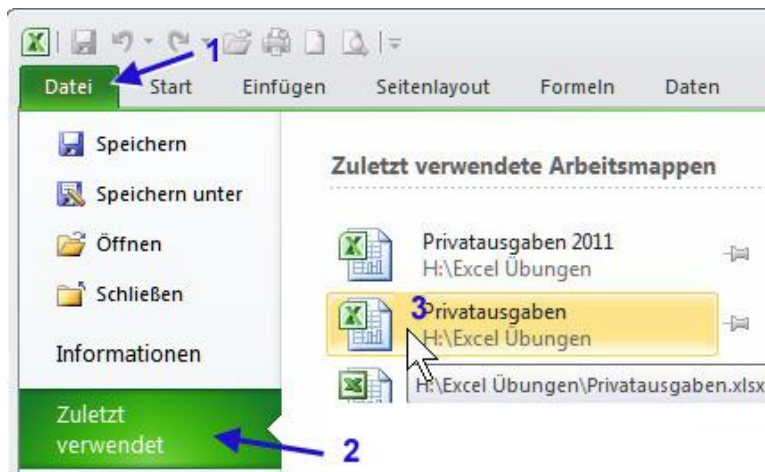 1
Datei Start Einfügen Seitenlayout Formeln Daten
Speichern
Speichern unter
Öffnen
Schließen
Informationen
Zuletzt
verwendet
2
Zuletzt verwendete Arbeitsmappen
Privatausgaben 2011
H:\Excel Übungen
3
Privatausgaben
H:\Excel Übungen
H:\Excel Übungen\Privatausgaben.xlsx